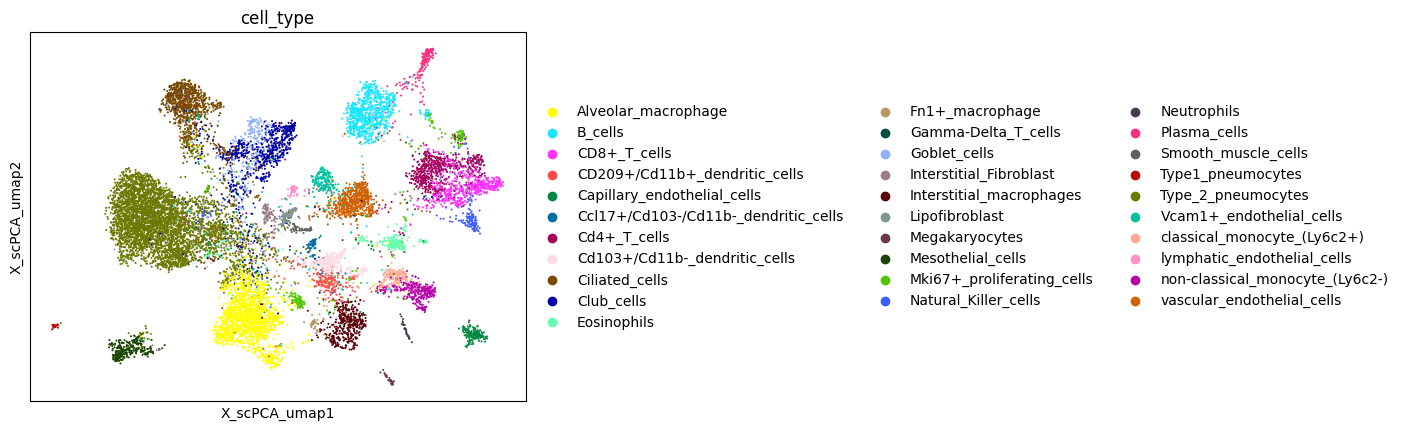 cell_type
X_scPCA_umap2
X_scPCA_umap1
Alveolar_macrophage
B_cells
CD8+_T_cells
CD209+/Cd11b+_dendritic_cells
Capillary_endothelial_cells
Ccl17+/Cd103-/Cd11b-_dendritic_cells
Cd4+_T_cells
Cd103+/Cd11b-_dendritic_cells
Ciliated_cells
Club_cells
Eosinophils
Fn1+_macrophage
Gamma-Delta_T_cells
Goblet_cells
Interstitial_Fibroblast
Interstitial_macrophages
Lipofibroblast
Megakaryocytes
Mesothelial_cells
Mki67+_proliferating_cells
Natural_Killer_cells
Neutrophils
Plasma_cells
Smooth_muscle_cells
Type1_pneumocytes
Type_2_pneumocytes
Vcam1+_endothelial_cells
classical_monocyte_(Ly6c2+)
lymphatic_endothelial_cells
non-classical_monocyte_(Ly6c2-)
vascular_endothelial_cells